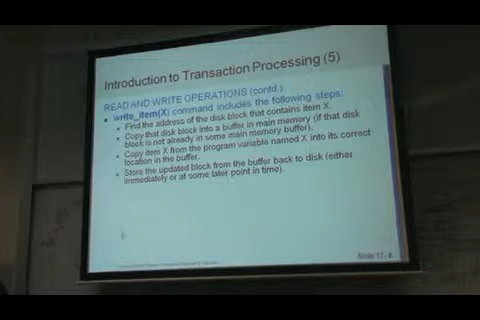 Introduction to Transaction Processing (5)
READ AND WRITE OPERATIONS (contd.):
write_item(X) command includes the following steps:
Find the address of the disk block that contains item X.
Copy that disk block into a buffer in main memory (if that disk
block is not already in some main memory buffer).
Copy item X from the program variable named X into its correct
location in the buffer.
Store the updated block from the buffer back to disk (either
immediately or at some later point in time).
Slide 17- 8